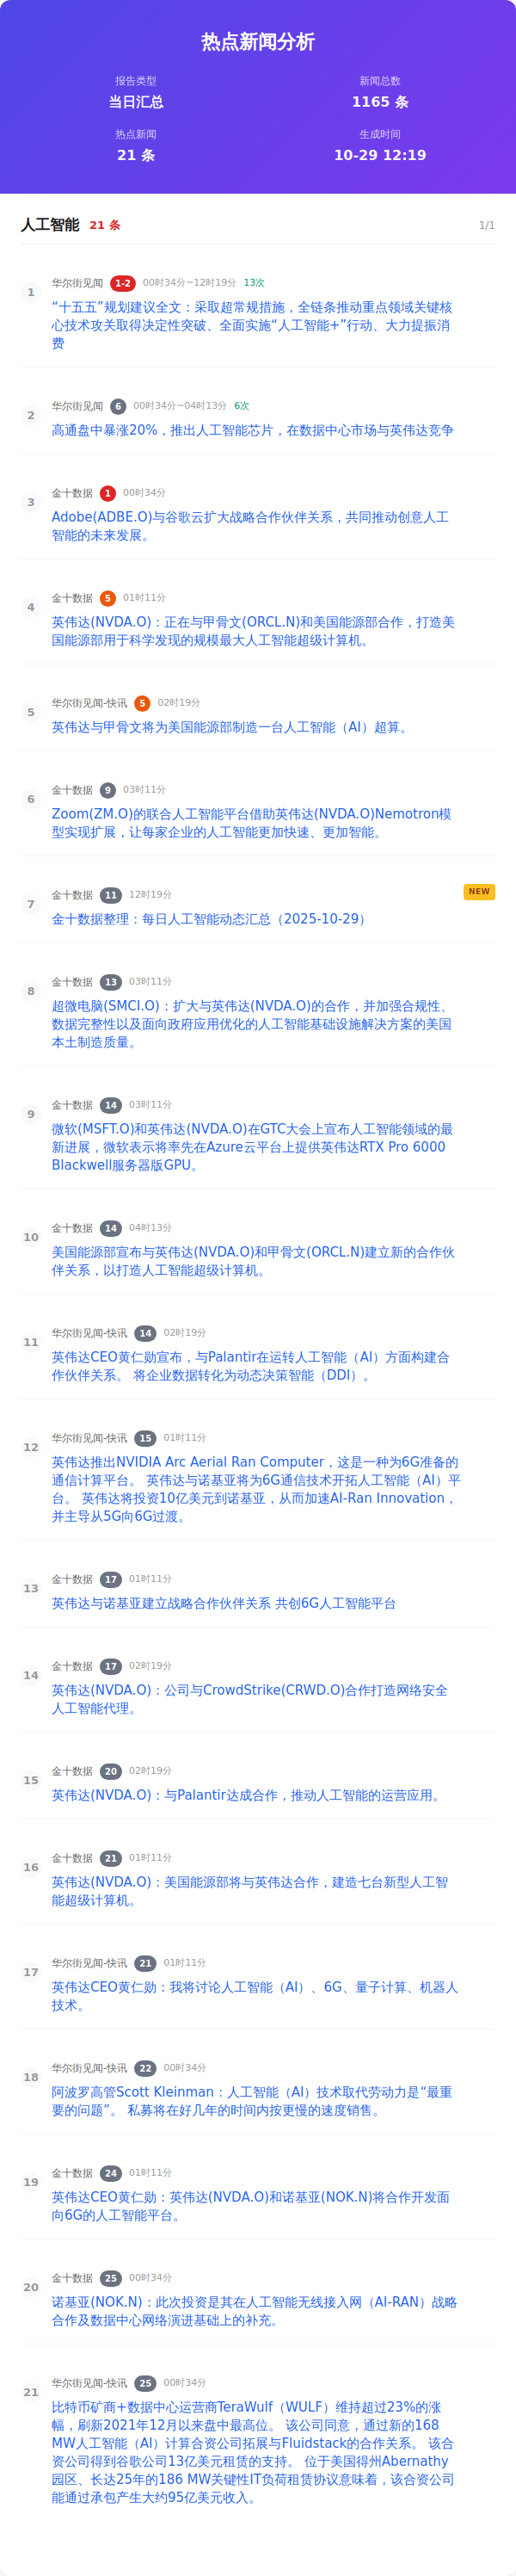 热点新闻分析
报告类型
新闻总数
当日汇总
1165 条
热点新闻
生成时间
21 条
10-29 12:19
人工智能 21 条 1/1
1
华尔街见闻 1-2 00时34分~12时19分 13次
“十五五”规划建议全文：采取超常规措施，全链条推动重点领域关键核
心技术攻关取得决定性突破、全面实施“人工智能+”行动、大力提振消
费
2
华尔街见闻 6 00时34分~04时13分 6次
高通盘中暴涨20%，推出人工智能芯片，在数据中心市场与英伟达竞争
3
金十数据 1 00时34分
Adobe(ADBE.O)与谷歌云扩大战略合作伙伴关系，共同推动创意人工
智能的未来发展。
4
金十数据 5 01时11分
英伟达(NVDA.O)：正在与甲骨文(ORCL.N)和美国能源部合作，打造美
国能源部用于科学发现的规模最大人工智能超级计算机。
5
华尔街见闻-快讯 5 02时19分
英伟达与甲骨文将为美国能源部制造一台人工智能（AI）超算。
6
金十数据 9 03时11分
Zoom(ZM.O)的联合人工智能平台借助英伟达(NVDA.O)Nemotron模
型实现扩展，让每家企业的人工智能更加快速、更加智能。
7
金十数据 11 12时19分 NEW
金十数据整理：每日人工智能动态汇总（2025-10-29）
8
金十数据 13 03时11分
超微电脑(SMCI.O)：扩大与英伟达(NVDA.O)的合作，并加强合规性、
数据完整性以及面向政府应用优化的人工智能基础设施解决方案的美国
本土制造质量。
9
金十数据 14 03时11分
微软(MSFT.O)和英伟达(NVDA.O)在GTC大会上宣布人工智能领域的最
新进展，微软表示将率先在Azure云平台上提供英伟达RTX Pro 6000
Blackwell服务器版GPU。
10
金十数据 14 04时13分
美国能源部宣布与英伟达(NVDA.O)和甲骨文(ORCL.N)建立新的合作伙
伴关系，以打造人工智能超级计算机。
11
华尔街见闻-快讯 14 02时19分
英伟达CEO黄仁勋宣布，与Palantir在运转人工智能（AI）方面构建合
作伙伴关系。 将企业数据转化为动态决策智能（DDI）。
12
华尔街见闻-快讯 15 01时11分
英伟达推出NVIDIA Arc Aerial Ran Computer，这是一种为6G准备的
通信计算平台。 英伟达与诺基亚将为6G通信技术开拓人工智能（AI）平
台。 英伟达将投资10亿美元到诺基亚，从而加速AI-Ran Innovation，
并主导从5G向6G过渡。
13
金十数据 17 01时11分
英伟达与诺基亚建立战略合作伙伴关系 共创6G人工智能平台
14
金十数据 17 02时19分
英伟达(NVDA.O)：公司与CrowdStrike(CRWD.O)合作打造网络安全
人工智能代理。
15
金十数据 20 02时19分
英伟达(NVDA.O)：与Palantir达成合作，推动人工智能的运营应用。
16
金十数据 21 01时11分
英伟达(NVDA.O)：美国能源部将与英伟达合作，建造七台新型人工智
能超级计算机。
17
华尔街见闻-快讯 21 01时11分
英伟达CEO黄仁勋：我将讨论人工智能（AI）、6G、量子计算、机器人
技术。
18
华尔街见闻-快讯 22 00时34分
阿波罗高管Scott Kleinman：人工智能（AI）技术取代劳动力是“最重
要的问题”。 私募将在好几年的时间内按更慢的速度销售。
19
金十数据 24 01时11分
英伟达CEO黄仁勋：英伟达(NVDA.O)和诺基亚(NOK.N)将合作开发面
向6G的人工智能平台。
20
金十数据 25 00时34分
诺基亚(NOK.N)：此次投资是其在人工智能无线接入网（AI-RAN）战略
合作及数据中心网络演进基础上的补充。
21
华尔街见闻-快讯 25 00时34分
比特币矿商+数据中心运营商TeraWulf（WULF）维持超过23%的涨
幅，刷新2021年12月以来盘中最高位。 该公司同意，通过新的168
MW人工智能（AI）计算合资公司拓展与Fluidstack的合作关系。 该合
资公司得到谷歌公司13亿美元租赁的支持。 位于美国得州Abernathy
园区、长达25年的186 MW关键性IT负荷租赁协议意味着，该合资公司
能通过承包产生大约95亿美元收入。